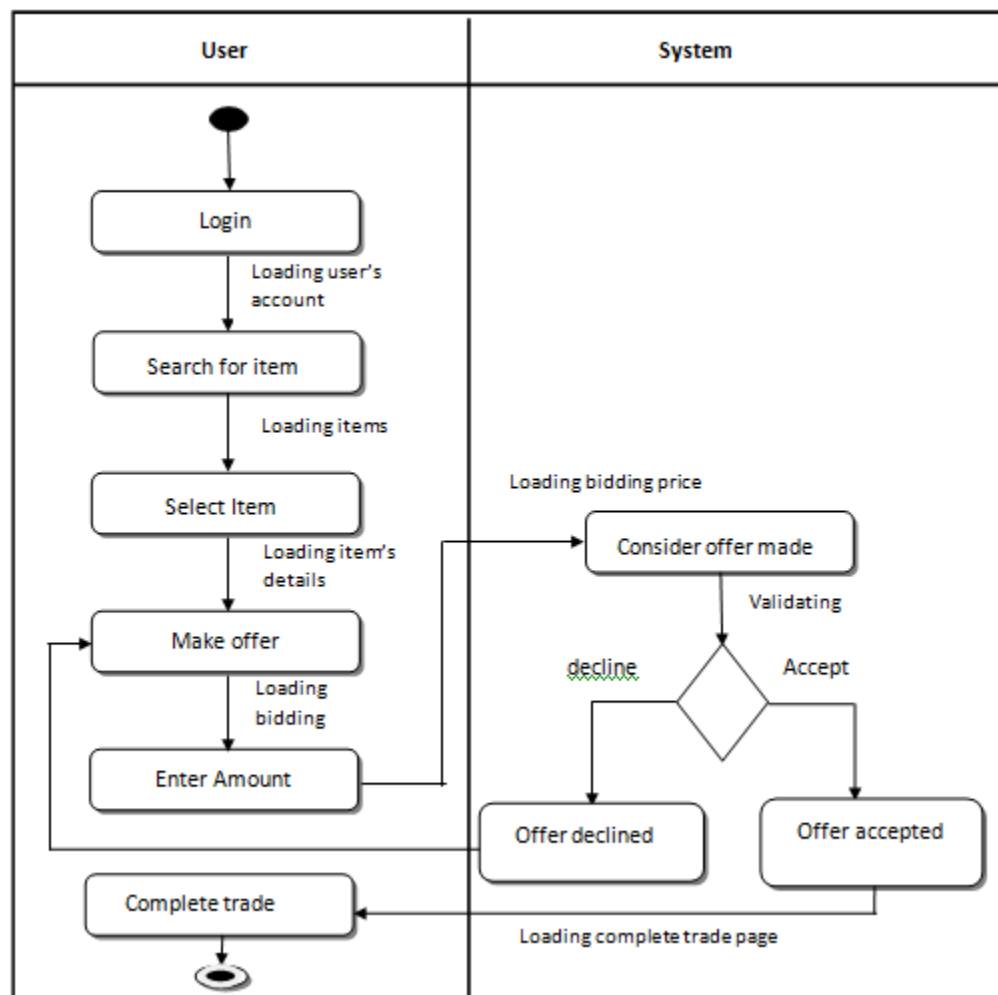 User
System
Login
Loading user's
account
Search for item
Loading items
Select Item
Loading item's
details
Make offer
Loading
bidding
Enter Amount
Loading bidding price
Consider offer made
Validating
decline
Accept
Offer declined
Offer accepted
Loading complete trade page
Complete trade